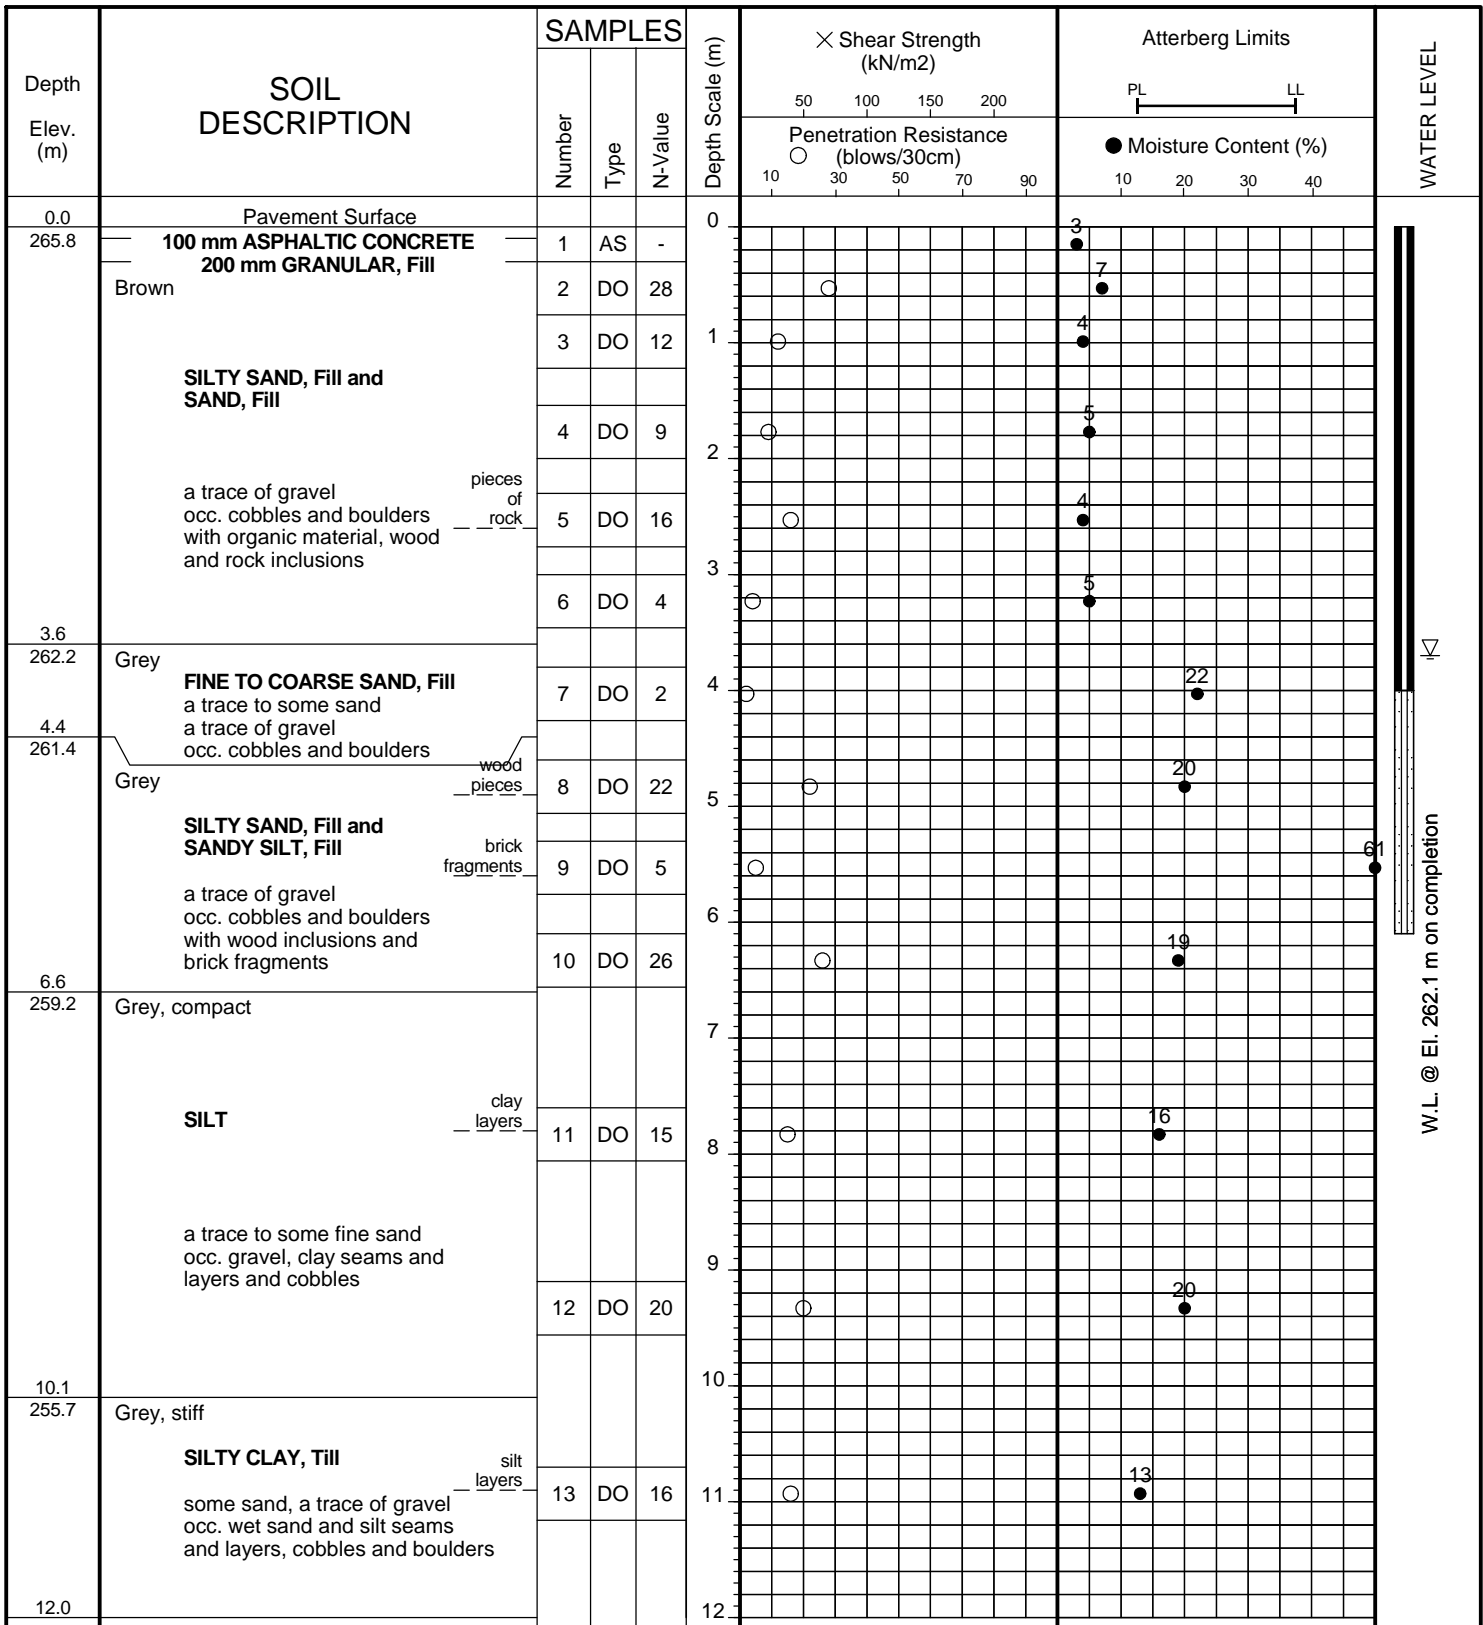 Depth
Elev.
(m)
SOIL
DESCRIPTION
SAMPLES
Number
Type
N-Value
Depth Scale (m)
× Shear Strength
(kN/m2)
50 100 150 200
Penetration Resistance
(blows/30cm)
10 30 50 70 90
Atterberg Limits
PL LL
Moisture Content (%)
10 20 30 40
WATER LEVEL
0.0 Pavement Surface 0
265.8 100 mm ASPHALTIC CONCRETE 1 AS - 3
200 mm GRANULAR, Fill
Brown 2 DO 28 7
3 DO 12 1 4
SILTY SAND, Fill and
SAND, Fill
4 DO 9 5
2
pieces
of
rock
a trace of gravel
occ. cobbles and boulders 5 DO 16 4
with organic material, wood
and rock inclusions
3
6 DO 4 5
3.6
262.2 Grey
FINE TO COARSE SAND, Fill 7 DO 2 4 22
a trace to some sand
4.4 a trace of gravel
261.4 occ. cobbles and boulders
Grey wood
pieces 8 DO 22 20
5
SILTY SAND, Fill and
SANDY SILT, Fill brick
fragments 9 DO 5 61
a trace of gravel
occ. cobbles and boulders 6
with wood inclusions and
brick fragments 10 DO 26 19
6.6
259.2 Grey, compact
7
SILT clay
layers 11 DO 15 16
8
a trace to some fine sand
occ. gravel, clay seams and 9
layers and cobbles
12 DO 20 20
10.1 10
255.7 Grey, stiff
SILTY CLAY, Till silt
layers 13 DO 16 13
some sand, a trace of gravel 11
occ. wet sand and silt seams
and layers, cobbles and boulders
12.0 12
W.L. @ El. 262.1 m on completion